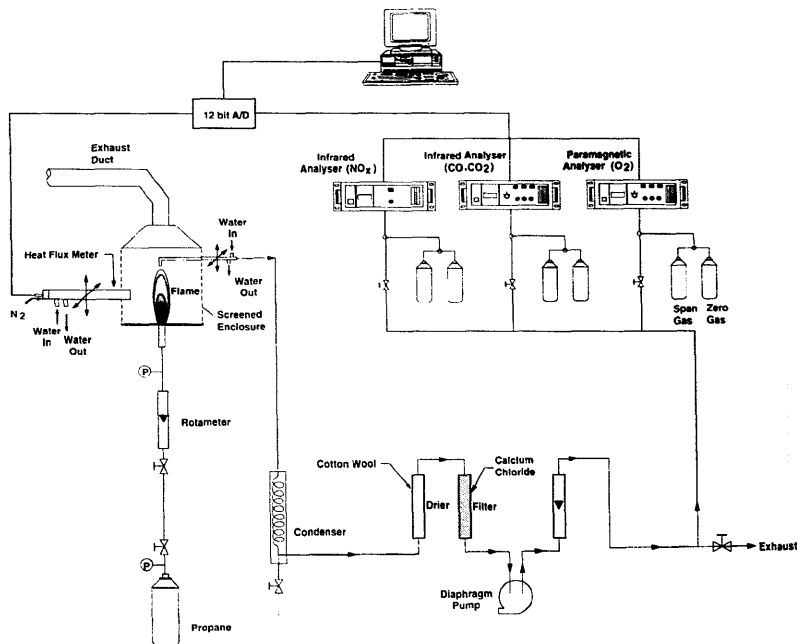 12 bit A/D
Exhaust
Duct
Infrared
Analyser (NOx)
Infrared Analyser
(CO.CO2)
Paramagnetic
Analyser (O2)
Water
In
Heat Flux Meter
Flame
Water
Out
Screened
Enclosure
N2
Water
In
Water
Out
Span
Gas
Zero
Gas
P
Rotameter
Cotton Wool
Calcium
Chloride
Drier
Filter
Condenser
Exhaust
P
Diaphragm
Pump
Propane